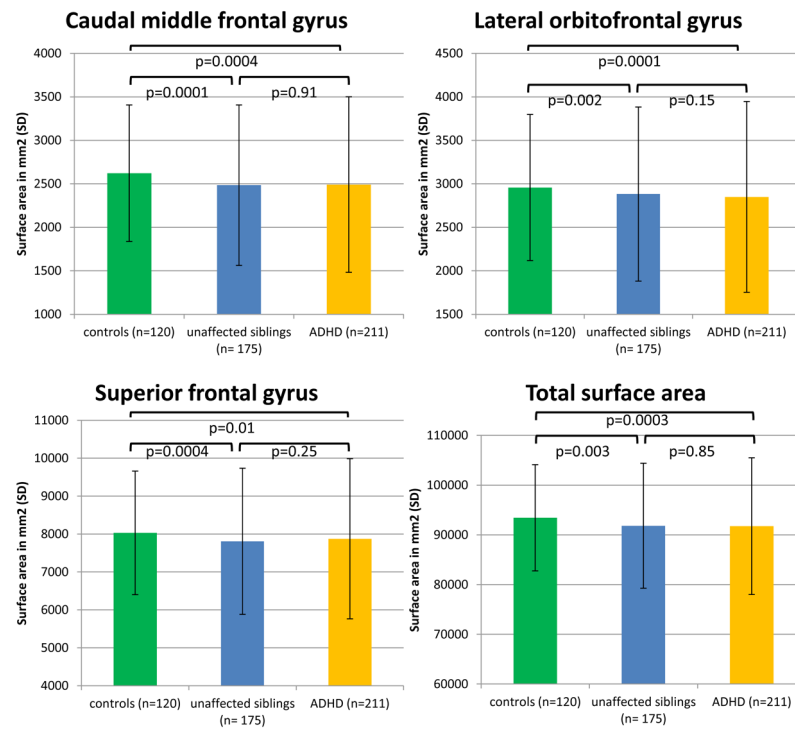 Caudal middle frontal gyrus
Surface area in mm2 (SD)
4000
3500
3000
2500
2000
1500
1000
p=0.0004
p=0.0001
p=0.91
controls (n=120)
unaffected siblings
(n= 175)
ADHD (n=211)
Lateral orbitofrontal gyrus
Surface area in mm2 (SD)
4500
4000
3500
3000
2500
2000
1500
p=0.0001
p=0.002
p=0.15
controls (n=120)
unaffected siblings
(n= 175)
ADHD (n=211)
Superior frontal gyrus
Surface area in mm2 (SD)
11000
10000
9000
8000
7000
6000
5000
4000
p=0.01
p=0.0004
p=0.25
controls (n=120)
unaffected siblings
(n= 175)
ADHD (n=211)
Total surface area
Surface area in mm2 (SD)
110000
100000
90000
80000
70000
60000
p=0.0003
p=0.003
p=0.85
controls (n=120)
unaffected siblings
(n= 175)
ADHD (n=211)